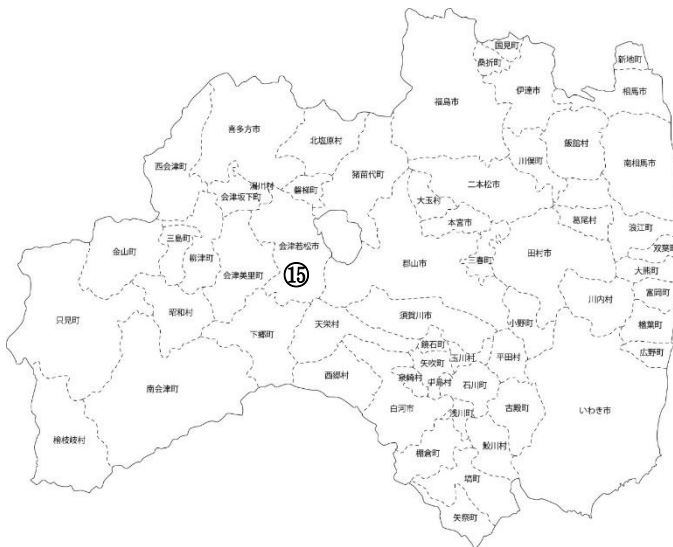 国見町
桑折町
新地町
福島市
伊達市
相馬市
喜多方市
北塩原村
飯館村
西会津町
猪苗代町
川俣町
南相馬市
湯川村
磐梯町
二本松市
会津坂下町
大玉村
葛尾村
本宮市
浪江町
三島町
会津若松市
双葉町
金山町
柳津町
郡山市
三春町
田村市
大熊町
会津美里町
⑮
富岡町
川内村
昭和村
只見町
須賀川市
小野町
楢葉町
下郷町
天栄村
鏡石町
玉川村
平田村
広野町
矢吹町
西郷村
泉崎村
中島村
石川町
南会津町
白河市
浅川町
古殿町
いわき市
檜枝岐村
鮫川村
棚倉町
塙町
矢祭町